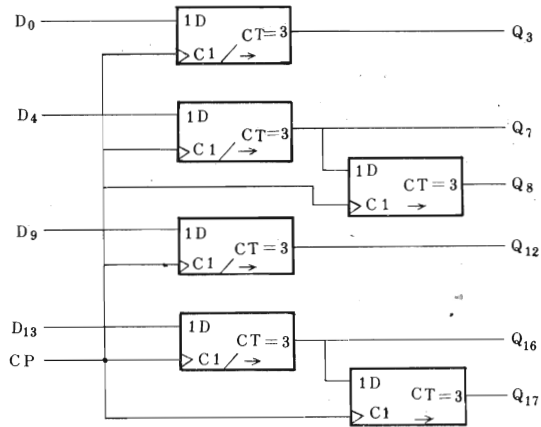 D₀
1D
CT=3
C1/→
Q₃
D₄
1D
CT=3
C1/→
Q₇
1D
CT=3
C1 →
Q₈
D₉
1D
CT=3
C1/→
Q₁₂
D₁₃
1D
CT=3
C1/→
Q₁₆
CP
1D
CT=3
C1 →
Q₁₇